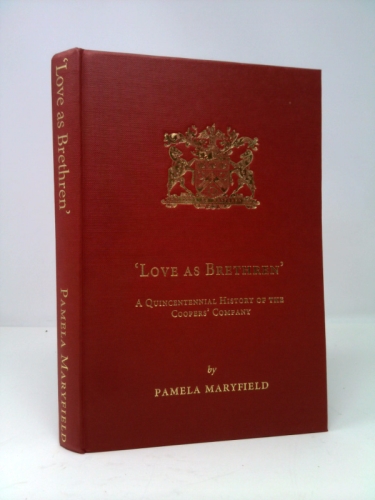 'Love as Brethren'
Pamela Maryfield
'Love as Brethren'
A Quincentennial History of the
Coopers' Company
by
PAMELA MARYFIELD